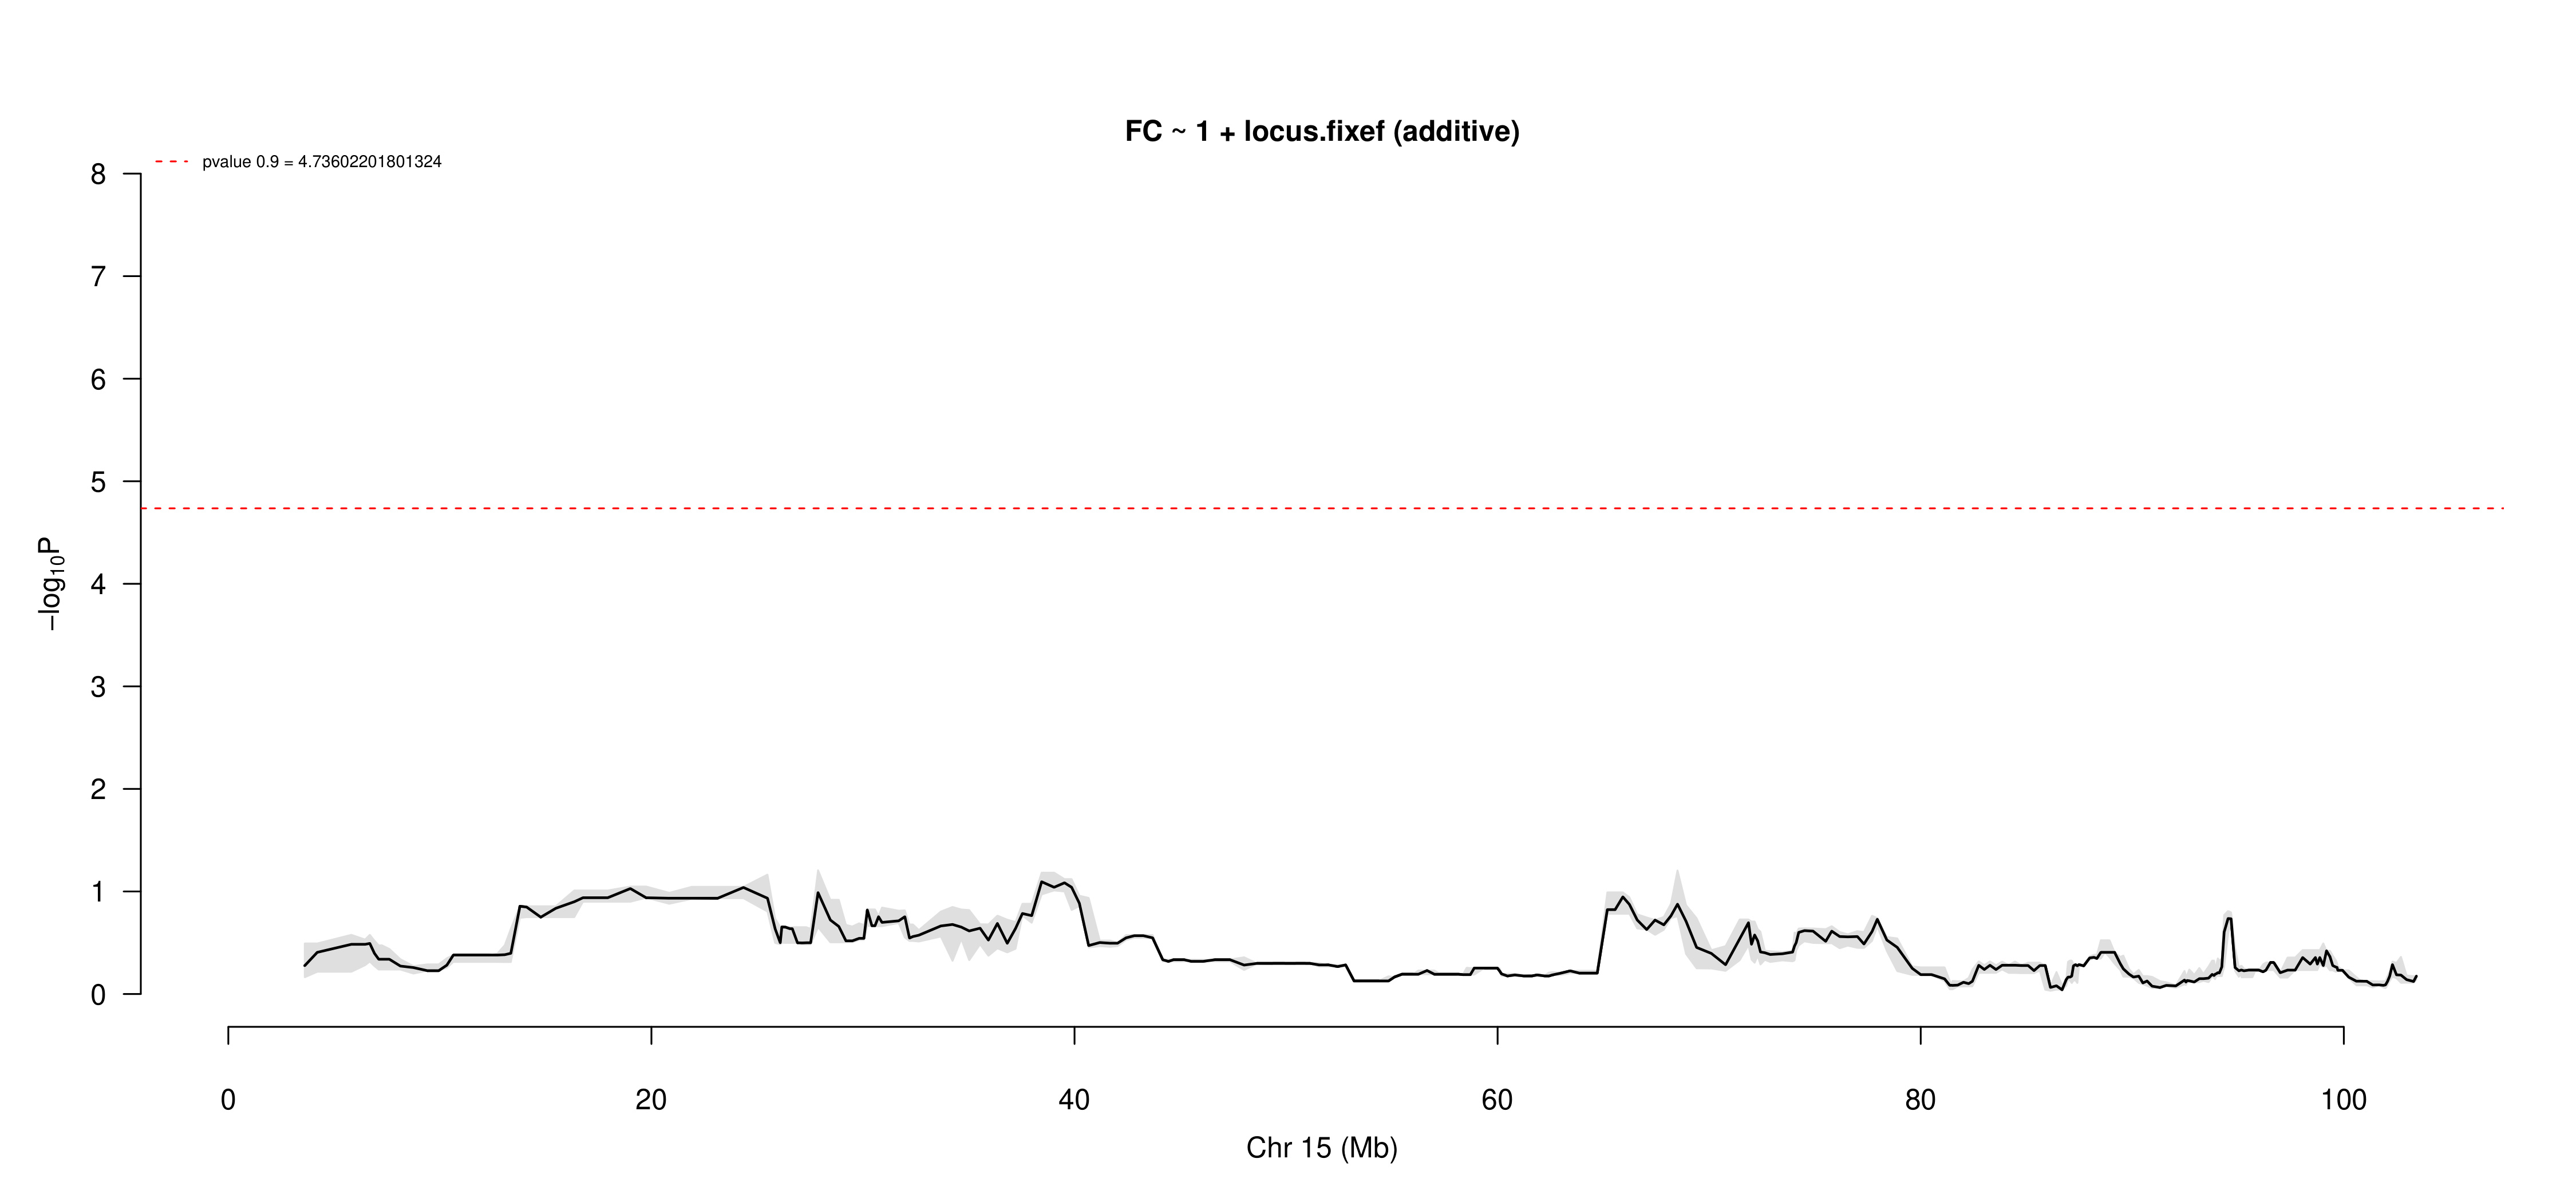 FC ~ 1 + locus.fixef (additive)
pvalue 0.9 = 4.73602201801324
8
7
6
5
4
3
2
1
0
−log10P
0 20 40 60 80 100
Chr 15 (Mb)